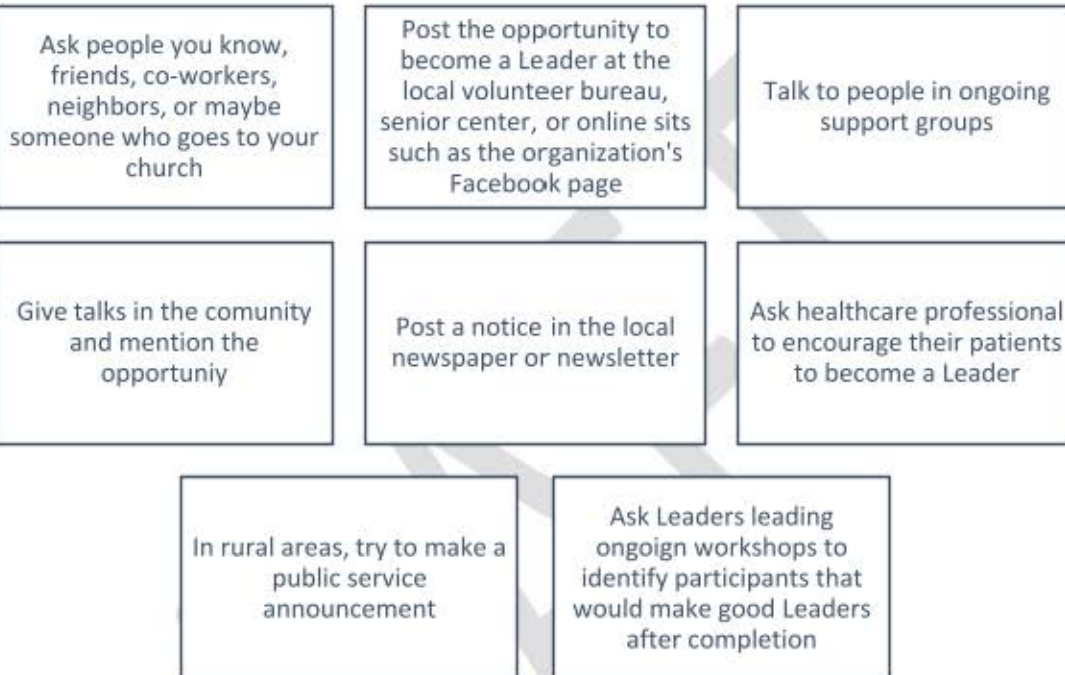 Ask people you know,
friends, co-workers,
neighbors, or maybe
someone who goes to your
church
Post the opportunity to
become a Leader at the
local volunteer bureau,
senior center, or online sits
such as the organization's
Facebook page
Talk to people in ongoing
support groups
Give talks in the comunity
and mention the
opportuniy
Post a notice in the local
newspaper or newsletter
Ask healthcare professional
to encourage their patients
to become a Leader
In rural areas, try to make a
public service
announcement
Ask Leaders leading
ongoign workshops to
identify participants that
would make good Leaders
after completion